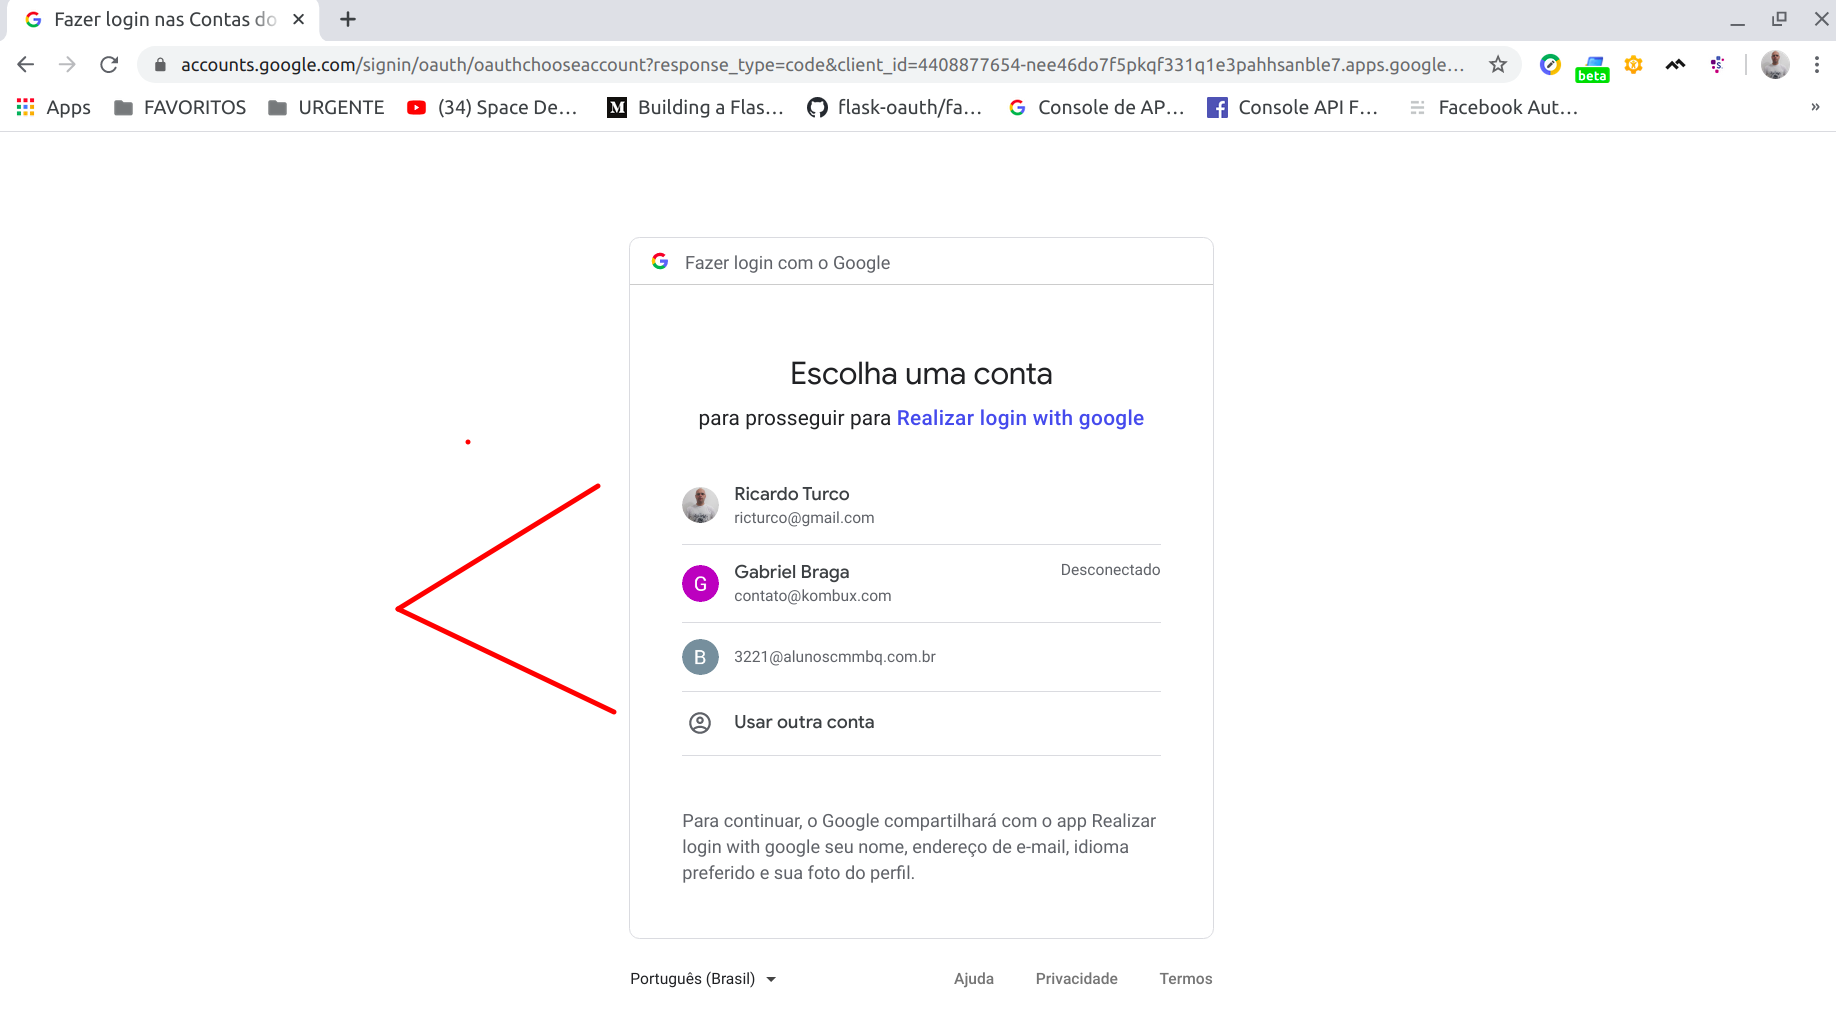 Fazer login nas Contas do
accounts.google.com/signin/oauth/oauthchooseaccount?response_type=code&client_id=4408877654-nee46do7f5pkqf331q1e3pahhsanble7.apps.google...
beta
Apps FAVORITOS URGENTE (34) Space De... M Building a Flas... flask-oauth/fa... Console de AP... Console API F... Facebook Aut... »
Fazer login com o Google
Escolha uma conta
para prosseguir para Realizar login with google
Ricardo Turco
ricturco@gmail.com
G
Gabriel Braga
Desconectado
contato@kombux.com
B
3221@alunoscmmbq.com.br
Usar outra conta
Para continuar, o Google compartilhará com o app Realizar
login with google seu nome, endereço de e-mail, idioma
preferido e sua foto do perfil.
Português (Brasil) Ajuda Privacidade Termos